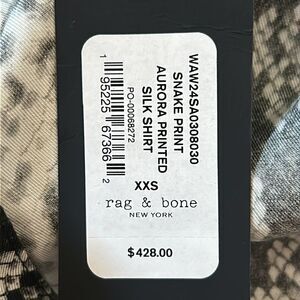 WAW24SA0308030
SNAKE PRINT
AURORA PRINTED
SILK SHIRT
PO-00068272
1 95225 67366 2
XXS
rag & bone
NEW YORK
$428.00